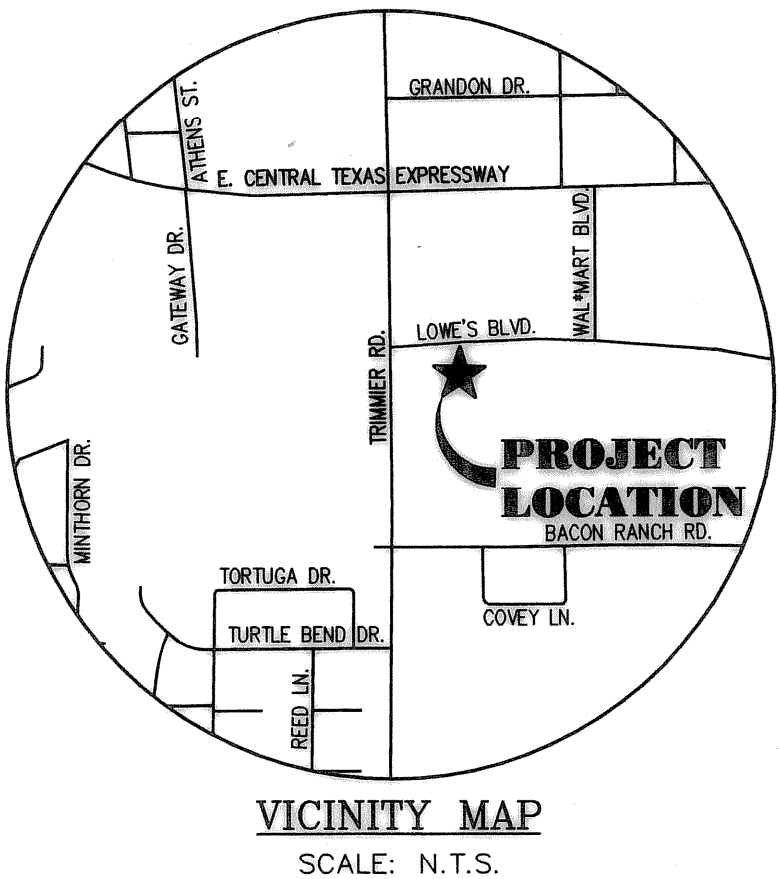 GRANDON DR.
ATHENS ST.
E. CENTRAL TEXAS EXPRESSWAY
GATEWAY DR.
WAL*MART BLVD.
LOWE'S BLVD.
TRIMMIER RD.
PROJECT
LOCATION
MINTHORN DR.
BACON RANCH RD.
TORTUGA DR.
COVEY LN.
TURTLE BEND DR.
REED LN.
VICINITY MAP
SCALE: N.T.S.